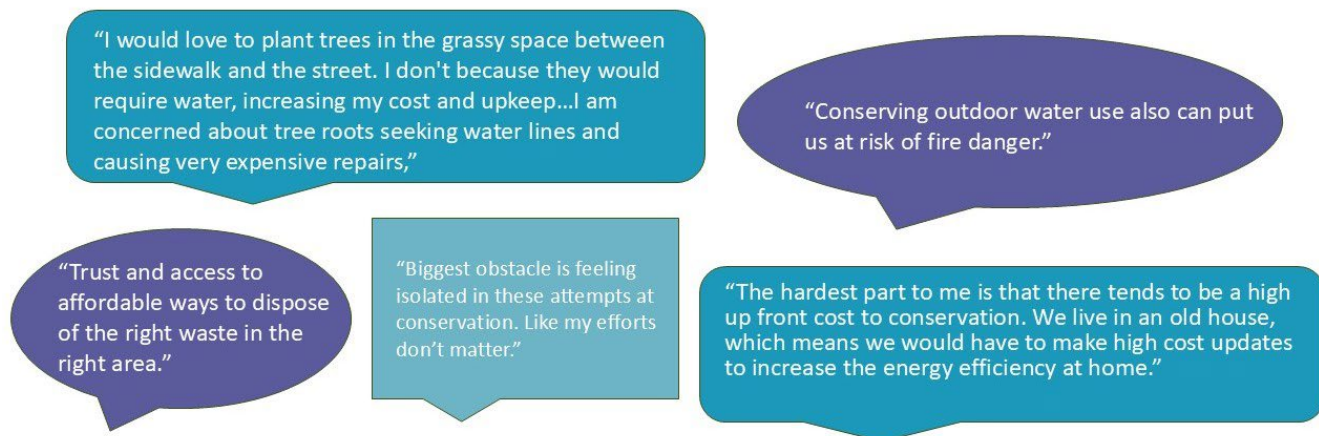 “I would love to plant trees in the grassy space between
the sidewalk and the street. I don't because they would
require water, increasing my cost and upkeep...I am
concerned about tree roots seeking water lines and
causing very expensive repairs,”
“Conserving outdoor water use also can put
us at risk of fire danger.”
“Trust and access to
affordable ways to dispose
of the right waste in the
right area.”
“Biggest obstacle is feeling
isolated in these attempts at
conservation. Like my efforts
don’t matter.”
“The hardest part to me is that there tends to be a high
up front cost to conservation. We live in an old house,
which means we would have to make high cost updates
to increase the energy efficiency at home.”